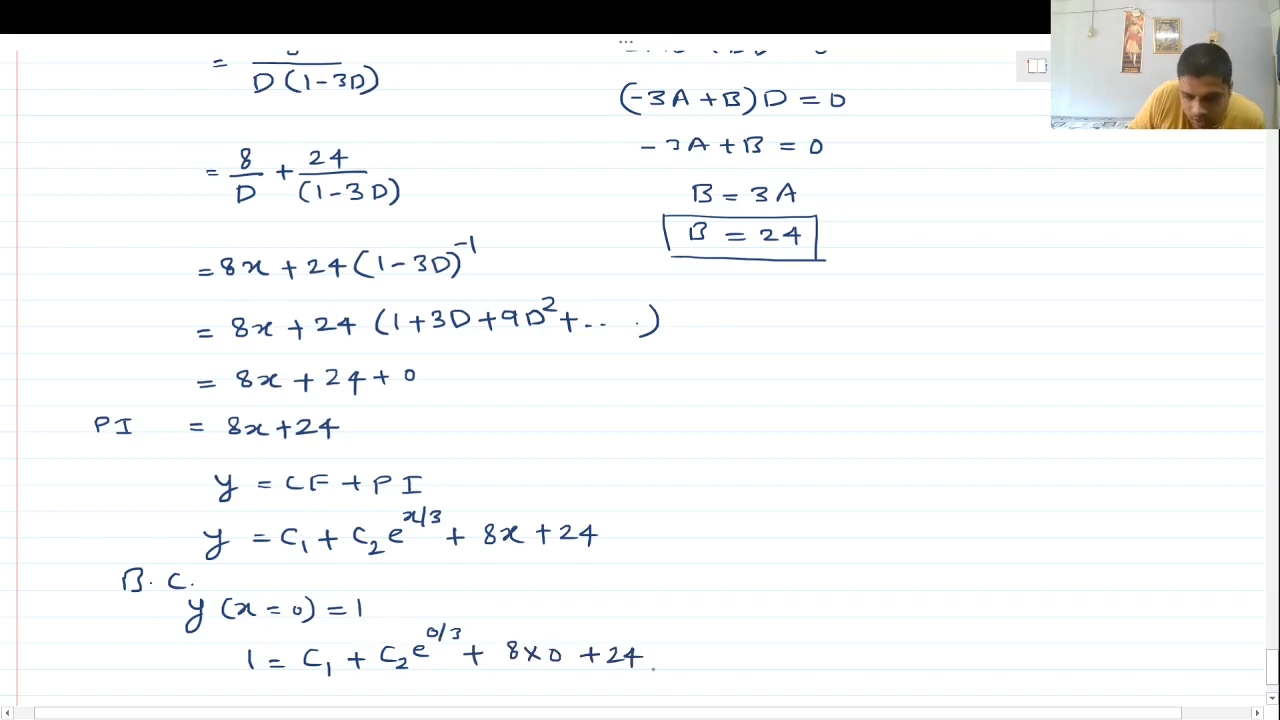 = D(1-3D)
(-3A+B)D = 0
-3A+B = 0
B = 3A
B = 24
= 8/D + 24/(1-3D)
= 8x + 24(1-3D)^-1
= 8x + 24 (1+3D+9D^2+.. .)
= 8x + 24 + 0
PI = 8x+24
y = CF + PI
y = C₁ + C₂e^x/3 + 8x + 24
B. C.
y (x = 0) = 1
1 = C₁ + C₂e^0/3 + 8×0 + 24